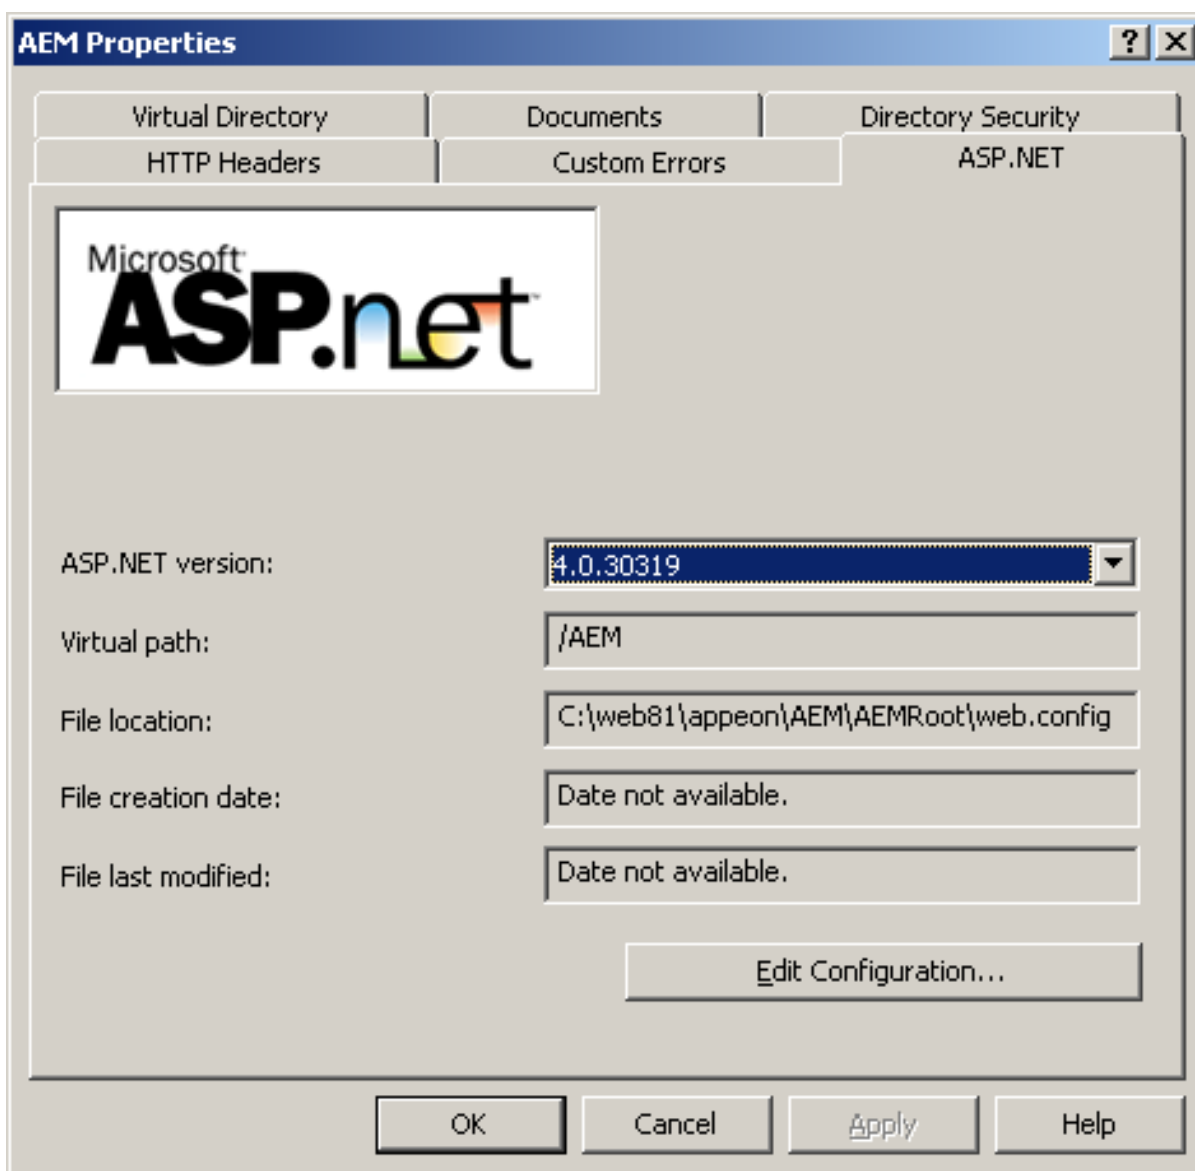 AEM Properties
Virtual Directory
Documents
Directory Security
HTTP Headers
Custom Errors
ASP.NET
Microsoft
ASP.net
ASP.NET version:
4.0.30319
Virtual path:
/AEM
File location:
C:\web81\appeon\AEM\AEMRoot\web.config
File creation date:
Date not available.
File last modified:
Date not available.
Edit Configuration...
OK
Cancel
Apply
Help